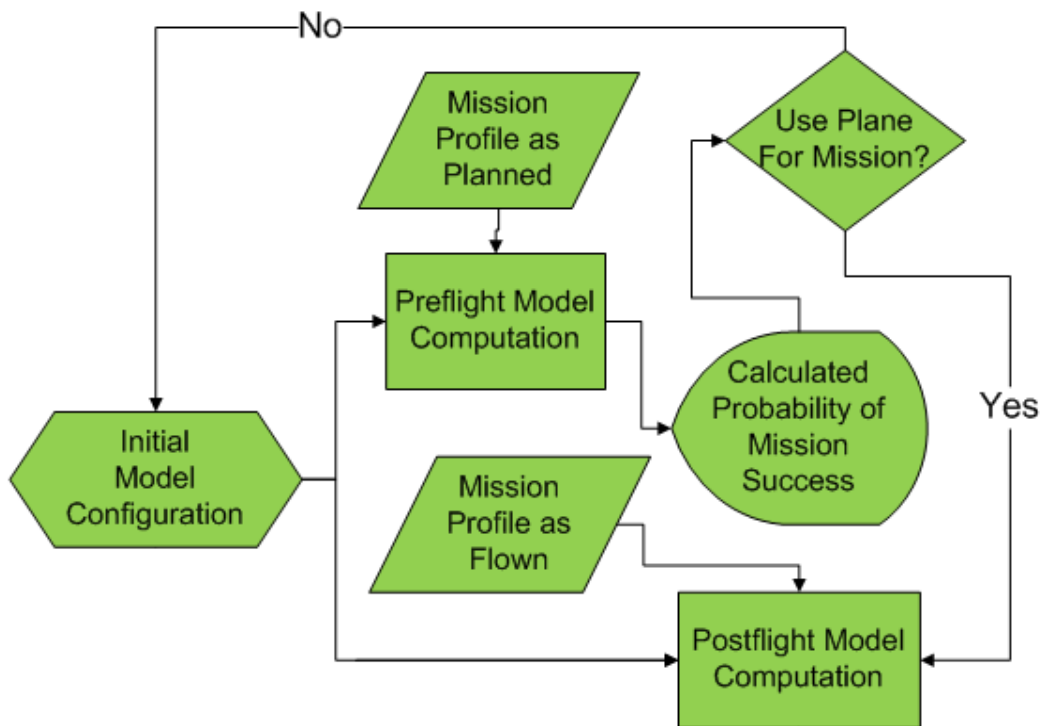 No
Mission
Profile as
Planned
Use Plane
For Mission?
Preflight Model
Computation
Calculated
Probability of
Mission
Success
Yes
Initial
Model
Configuration
Mission
Profile as
Flown
Postflight Model
Computation